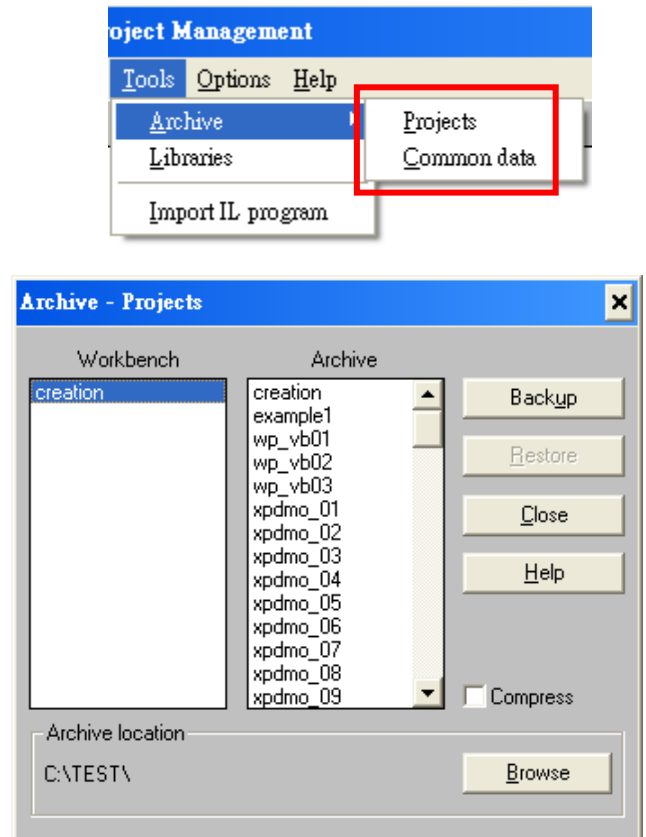 oject Management
Tools Options Help
Archive
Projects
Libraries
Common data
Import IL program
Archive - Projects
Workbench
Archive
creation
creation
example1
wp_vb01
wp_vb02
wp_vb03
xpdmo_01
xpdmo_02
xpdmo_03
xpdmo_04
xpdmo_05
xpdmo_06
xpdmo_07
xpdmo_08
xpdmo_09
Backup
Restore
Close
Help
Compress
Archive location
C:\TEST\
Browse